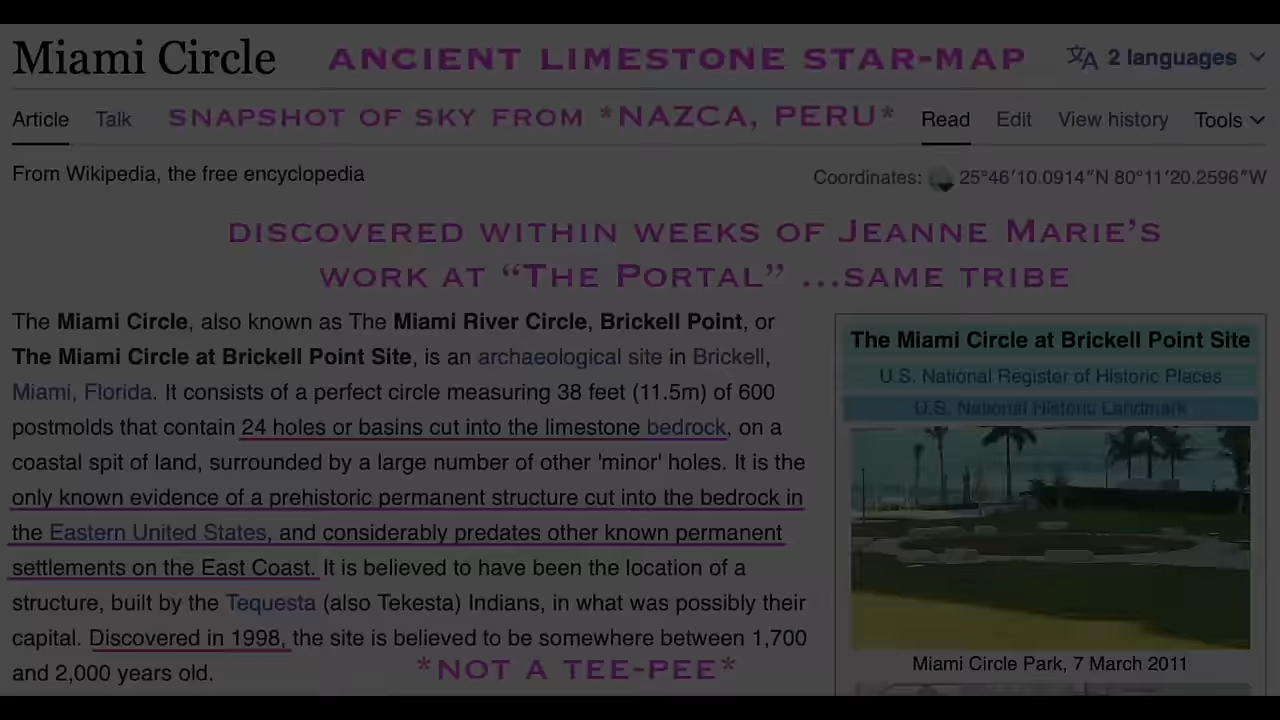 Miami Circle
ANCIENT LIMESTONE STAR-MAP
2 languages
Article
Talk
SNAPSHOT OF SKY FROM *NAZCA, PERU*
Read
Edit
View history
Tools
From Wikipedia, the free encyclopedia
Coordinates: 25°46′10.0914″N 80°11′20.2596″W
DISCOVERED WITHIN WEEKS OF JEANNE MARIE'S
WORK AT “THE PORTAL” ...SAME TRIBE
The Miami Circle, also known as The Miami River Circle, Brickell Point, or
The Miami Circle at Brickell Point Site, is an archaeological site in Brickell,
Miami, Florida. It consists of a perfect circle measuring 38 feet (11.5m) of 600
postmolds that contain 24 holes or basins cut into the limestone bedrock, on a
coastal spit of land, surrounded by a large number of other 'minor' holes. It is the
only known evidence of a prehistoric permanent structure cut into the bedrock in
the Eastern United States, and considerably predates other known permanent
settlements on the East Coast. It is believed to have been the location of a
structure, built by the Tequesta (also Tekesta) Indians, in what was possibly their
capital. Discovered in 1998, the site is believed to be somewhere between 1,700
and 2,000 years old.
*NOT A TEE-PEE*
The Miami Circle at Brickell Point Site
U.S. National Register of Historic Places
U.S. National Historic Landmark
Miami Circle Park, 7 March 2011